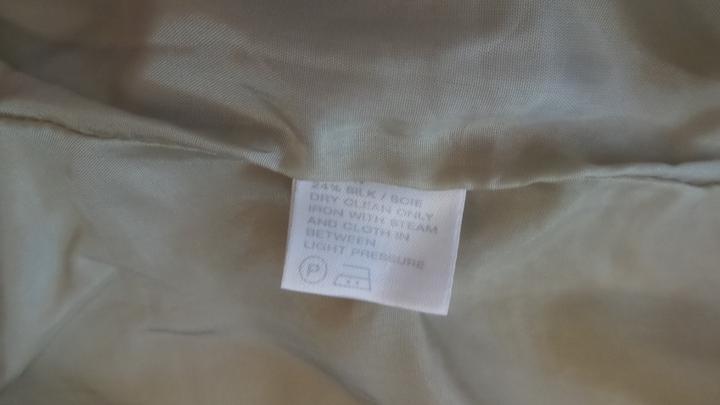 24% SILK / SOIE
DRY CLEAN ONLY
IRON WITH STEAM
AND CLOTH IN
BETWEEN
LIGHT PRESSURE
P